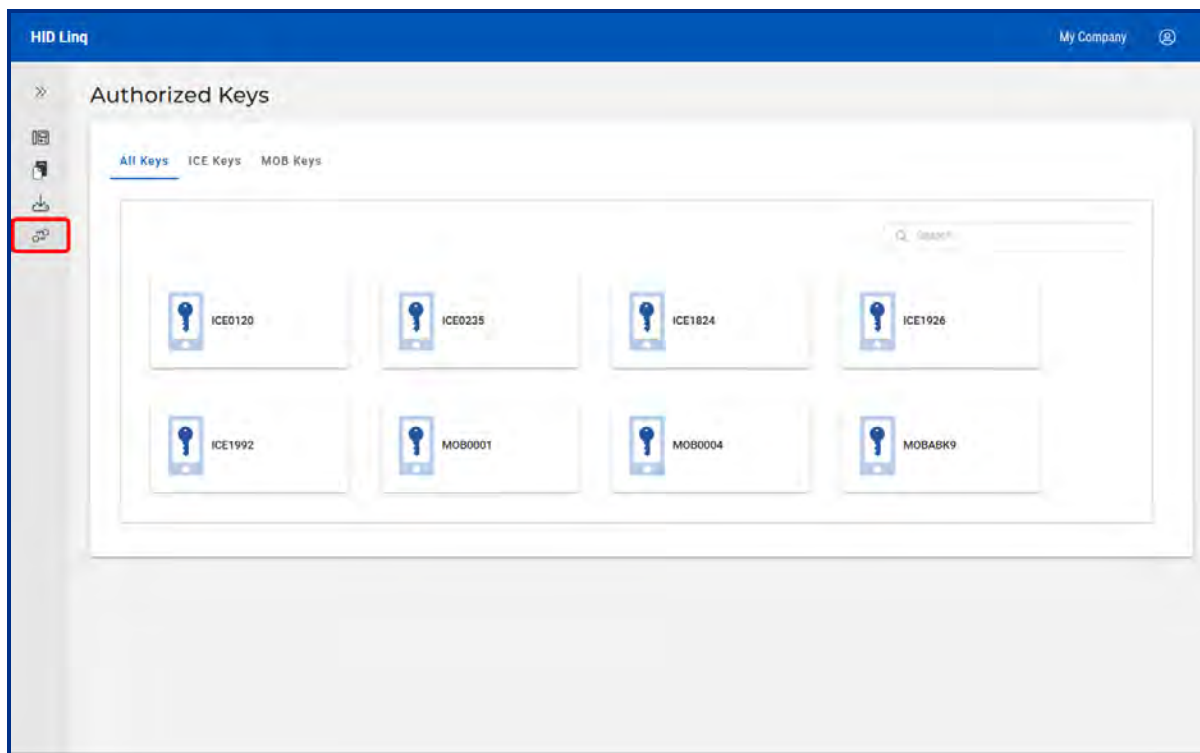 HID Linq My Company
Authorized Keys
All Keys ICE Keys MOB Keys
Search
ICE0120 ICE0235 ICE1824 ICE1926
ICE1992 MOB0001 MOB0004 MOBABK9